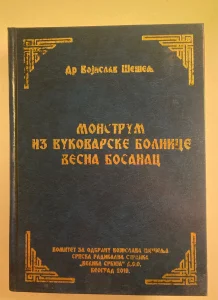 Др Војислав Шешељ
МОНСТРУМ
ИЗ ВУКОВАРСКЕ БОЛНИЦЕ
ВЕСНА БОСАНАЦ
КОМИТЕТ ЗА ОДБРАНУ ВОЈИСЛАВА ШЕШЕЉА
СРПСКА РАДИКАЛНА СТРАНКА
"ВЕЛИКА СРБИЈА" Д.О.О.
БЕОГРАД 2010.